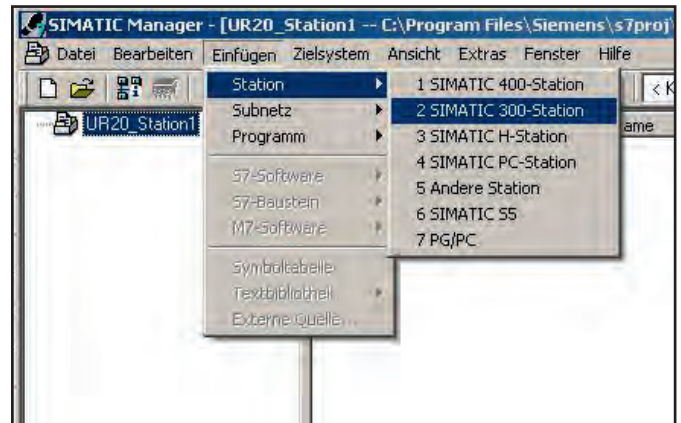 SIMATIC Manager - [UR20_Station1 -- C:\Program Files\Siemens\s7proj\
Datei Bearbeiten Einfügen Zielsystem Ansicht Extras Fenster Hilfe
< K
UR20_Station1
ame
Station
Subnetz
Programm
S7-Software
S7-Baustein
M7-Software
Symboltabelle
Textbibliothek
Externe Quelle...
1 SIMATIC 400-Station
2 SIMATIC 300-Station
3 SIMATIC H-Station
4 SIMATIC PC-Station
5 Andere Station
6 SIMATIC S5
7 PG/PC